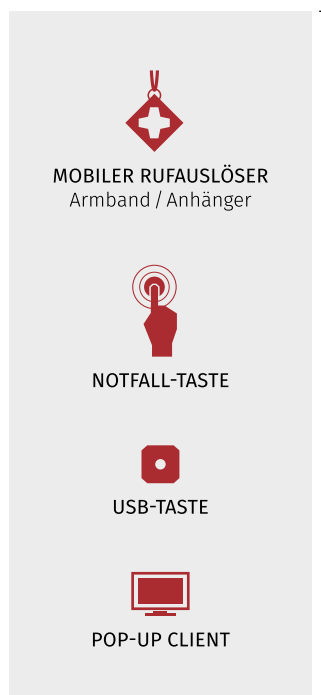 MOBILER RUFAUSLÖSER
Armband / Anhänger
NOTFALL-TASTE
USB-TASTE
POP-UP CLIENT